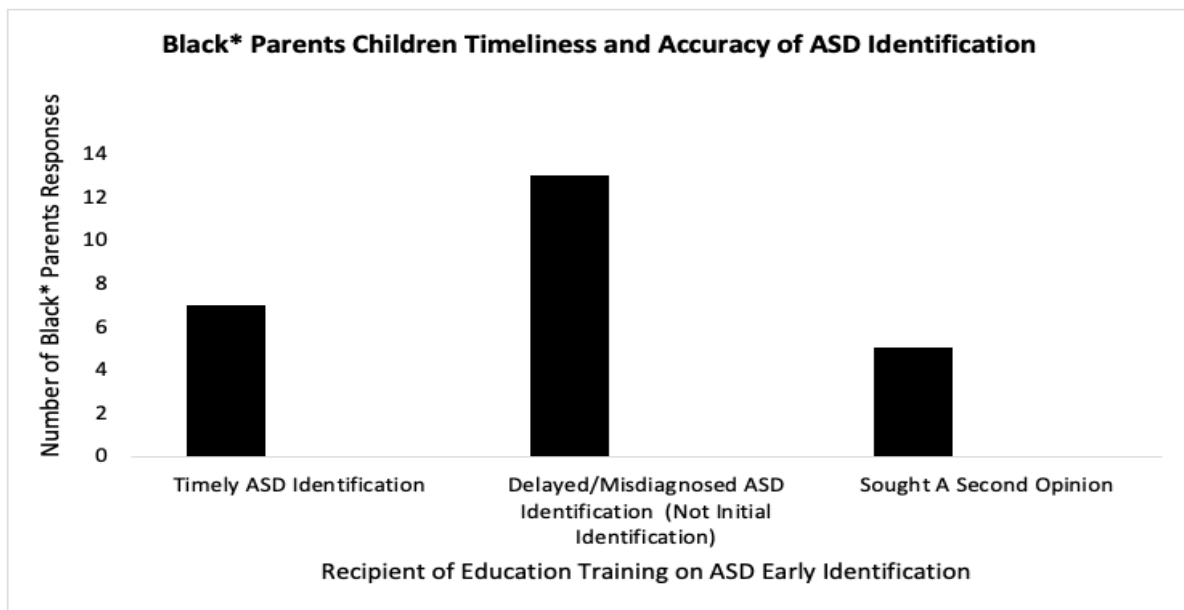 Black* Parents Children Timeliness and Accuracy of ASD Identification
Number of Black* Parents Responses
14
12
10
8
6
4
2
0
Timely ASD Identification
Delayed/Misdiagnosed ASD
Identification (Not Initial
Identification)
Sought A Second Opinion
Recipient of Education Training on ASD Early Identification